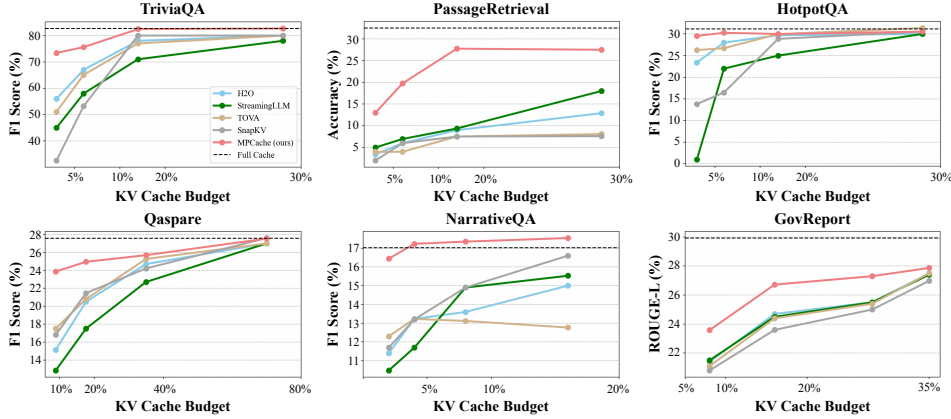 TriviaQA
F1 Score (%)
80
70
60
50
40
5%
10%
20%
30%
KV Cache Budget
H2O
StreamingLLM
TOVA
SnapKV
MPCache (ours)
Full Cache
PassageRetrieval
Accuracy (%)
30
25
20
15
10
5
5%
10%
20%
30%
KV Cache Budget
HotpotQA
F1 Score (%)
30
25
20
15
10
5
0
5%
10%
30%
KV Cache Budget
Qaspare
F1 Score (%)
28
26
24
22
20
18
16
14
10%
20%
40%
80%
KV Cache Budget
NarrativeQA
F1 Score (%)
17
16
15
14
13
12
11
5%
10%
20%
KV Cache Budget
GovReport
ROUGE-L (%)
30
28
26
24
22
5%
10%
20%
35%
KV Cache Budget